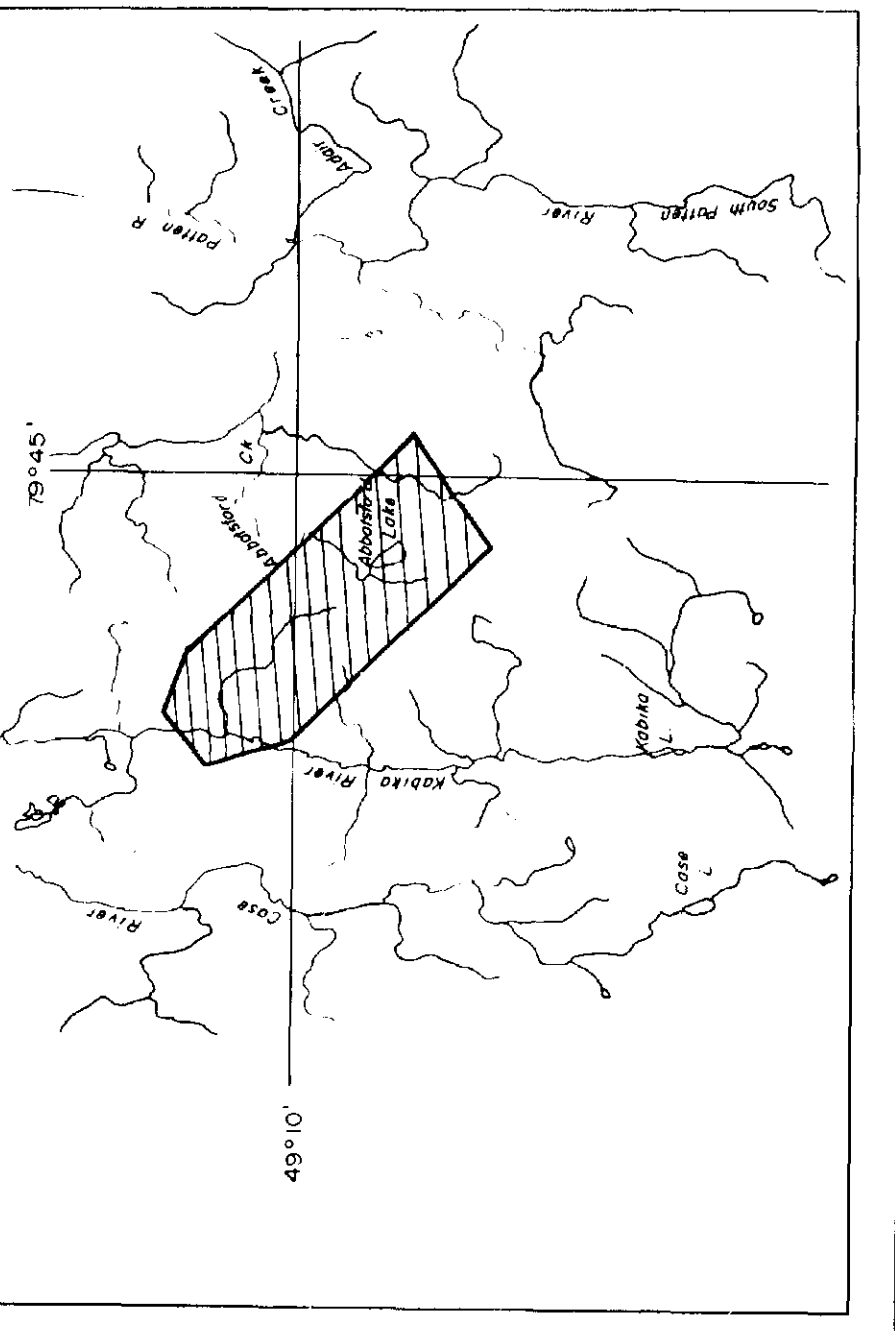 Creek
Adair
Patten R
South Patten
River
79°45'
Ck
Abbotsford
Abbotsfo d
Lake
Kabika
L.
River
Kabika
Case
L
River
Case
49°10'